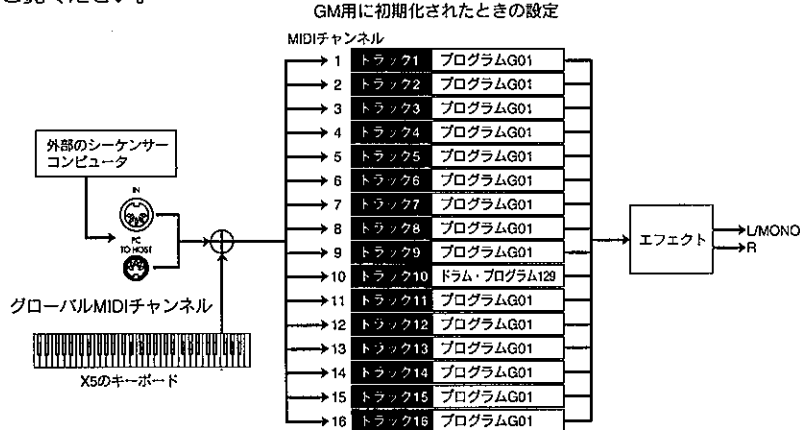 GM用に初期化されたときの設定
MIDIチャンネル
1 トラック1 プログラムG01
2 トラック2 プログラムG01
3 トラック3 プログラムG01
4 トラック4 プログラムG01
5 トラック5 プログラムG01
6 トラック6 プログラムG01
7 トラック7 プログラムG01
8 トラック8 プログラムG01
9 トラック9 プログラムG01
10 トラック10 ドラム・プログラム129
11 トラック11 プログラムG01
12 トラック12 プログラムG01
13 トラック13 プログラムG01
14 トラック14 プログラムG01
15 トラック15 プログラムG01
16 トラック16 プログラムG01
外部のシーケンサー
コンピュータ
IN
PC
TO HOST
グローバルMIDIチャンネル
X5のキーボード
エフェクト
L/MONO
R